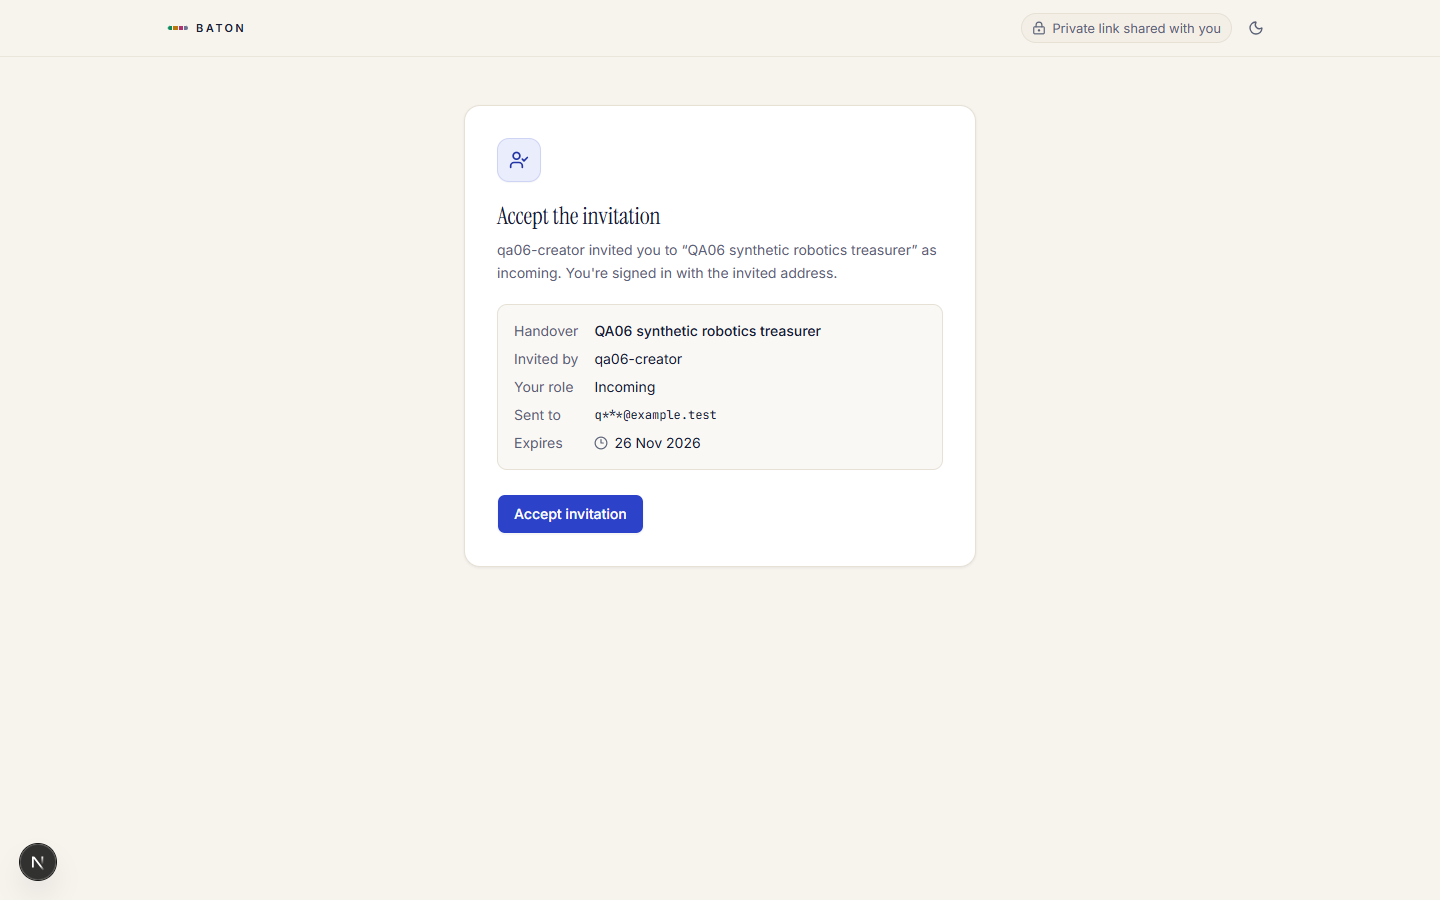 BATON
Private link shared with you
Accept the invitation
qa06-creator invited you to “QA06 synthetic robotics treasurer” as
incoming. You're signed in with the invited address.
Handover QA06 synthetic robotics treasurer
Invited by qa06-creator
Your role Incoming
Sent to q***@example.test
Expires 26 Nov 2026
Accept invitation
N